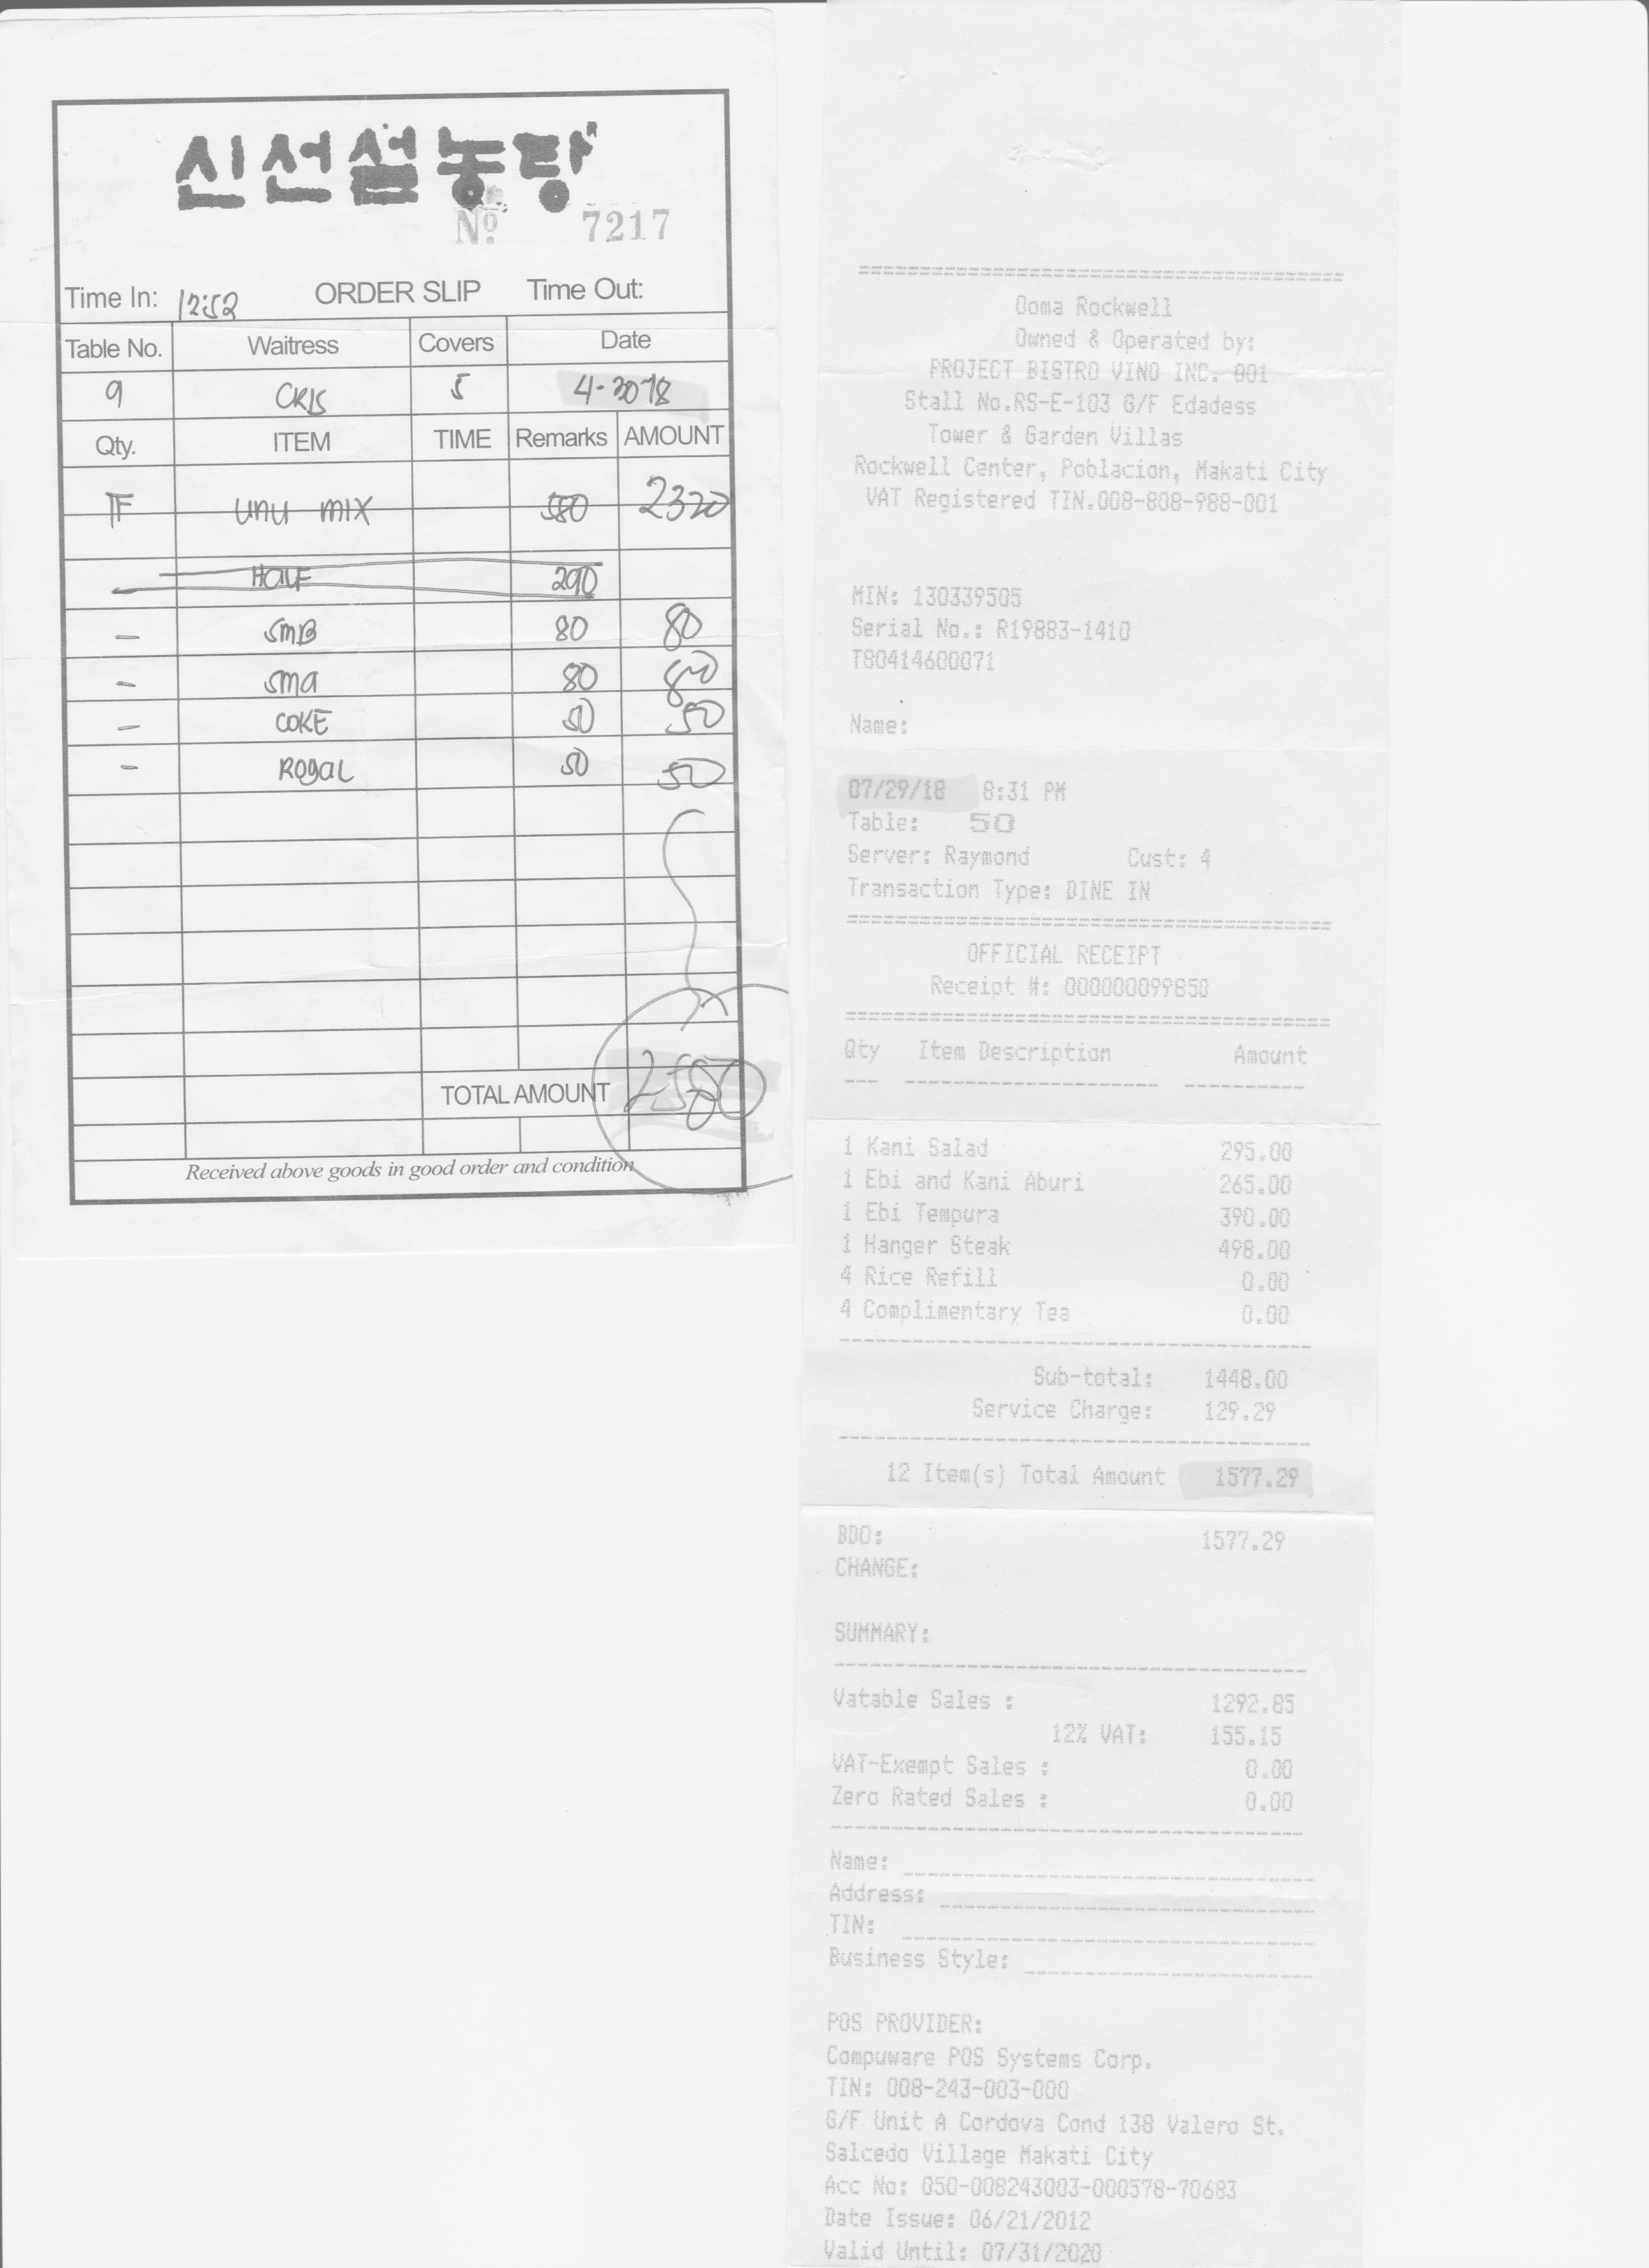 신선설농탕
Nº 7217
Time In: 12:52 ORDER SLIP Time Out:
Table No. Waitress Covers Date
9 CRIS 5 4-2018
Qty. ITEM TIME Remarks AMOUNT
UNU MIX 580 2320
HALF 290
- SMB 80 80
- SMA 80 80
- COKE 50 50
- ROYAL 50 50
TOTAL AMOUNT 2580
Received above goods in good order and condition
Ooma Rockwell
Owned & Operated by:
PROJECT BISTRO VINO INC. 001
Stall No.RS-E-103 G/F Edadess
Tower & Garden Villas
Rockwell Center, Poblacion, Makati City
VAT Registered TIN.008-808-988-001
MIN: 130339505
Serial No.: R19883-1410
T80414600071
Name:
07/29/18 8:31 PM
Table: 50
Server: Raymond Cust: 4
Transaction Type: DINE IN
OFFICIAL RECEIPT
Receipt #: 000000099850
Qty Item Description Amount
1 Kani Salad 295.00
1 Ebi and Kani Aburi 265.00
1 Ebi Tempura 390.00
1 Hanger Steak 498.00
4 Rice Refill 0.00
4 Complimentary Tea 0.00
Sub-total: 1448.00
Service Charge: 129.29
12 Item(s) Total Amount 1577.29
BDO: 1577.29
CHANGE:
SUMMARY:
Vatable Sales : 1292.85
12% VAT: 155.15
VAT-Exempt Sales : 0.00
Zero Rated Sales : 0.00
Name:
Address:
TIN:
Business Style:
POS PROVIDER:
Compuware POS Systems Corp.
TIN: 008-243-003-000
G/F Unit A Cordova Cond 138 Valero St.
Salcedo Village Makati City
Acc No: 050-008243003-000578-70683
Date Issue: 06/21/2012
Valid Until: 07/31/2020